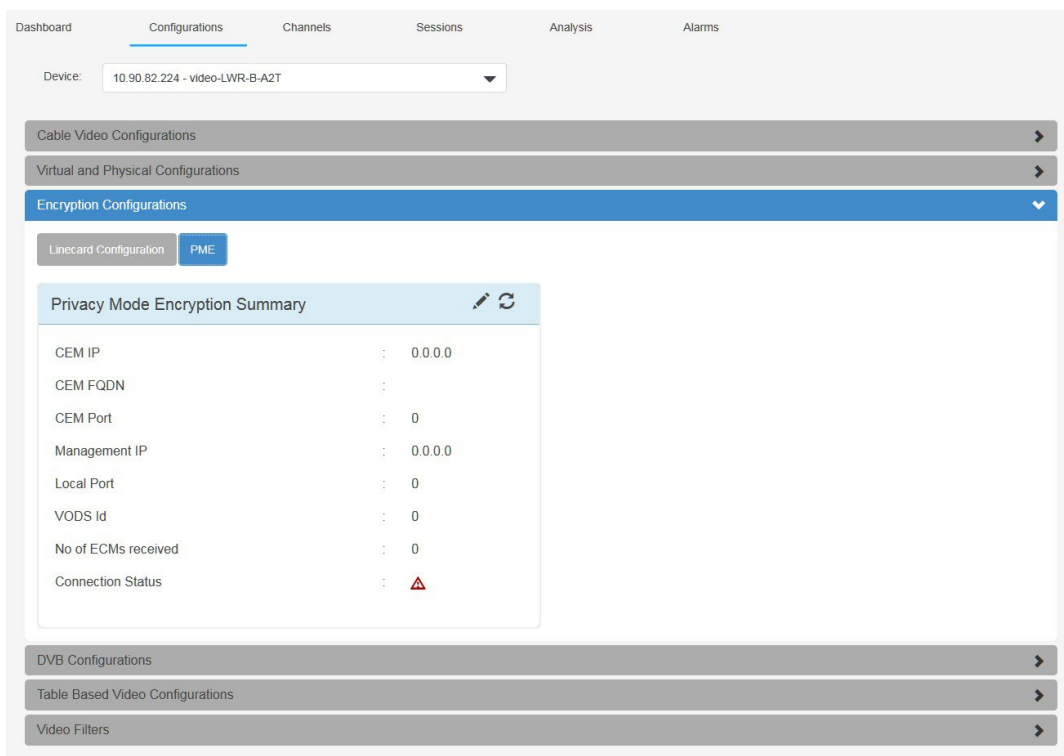 Dashboard Configurations Channels Sessions Analysis Alarms
Device: 10.90.82.224 - video-LWR-B-A2T
Cable Video Configurations
Virtual and Physical Configurations
Encryption Configurations
Linecard Configuration PME
Privacy Mode Encryption Summary
CEM IP : 0.0.0.0
CEM FQDN :
CEM Port : 0
Management IP : 0.0.0.0
Local Port : 0
VODS Id : 0
No of ECMs received : 0
Connection Status :
DVB Configurations
Table Based Video Configurations
Video Filters